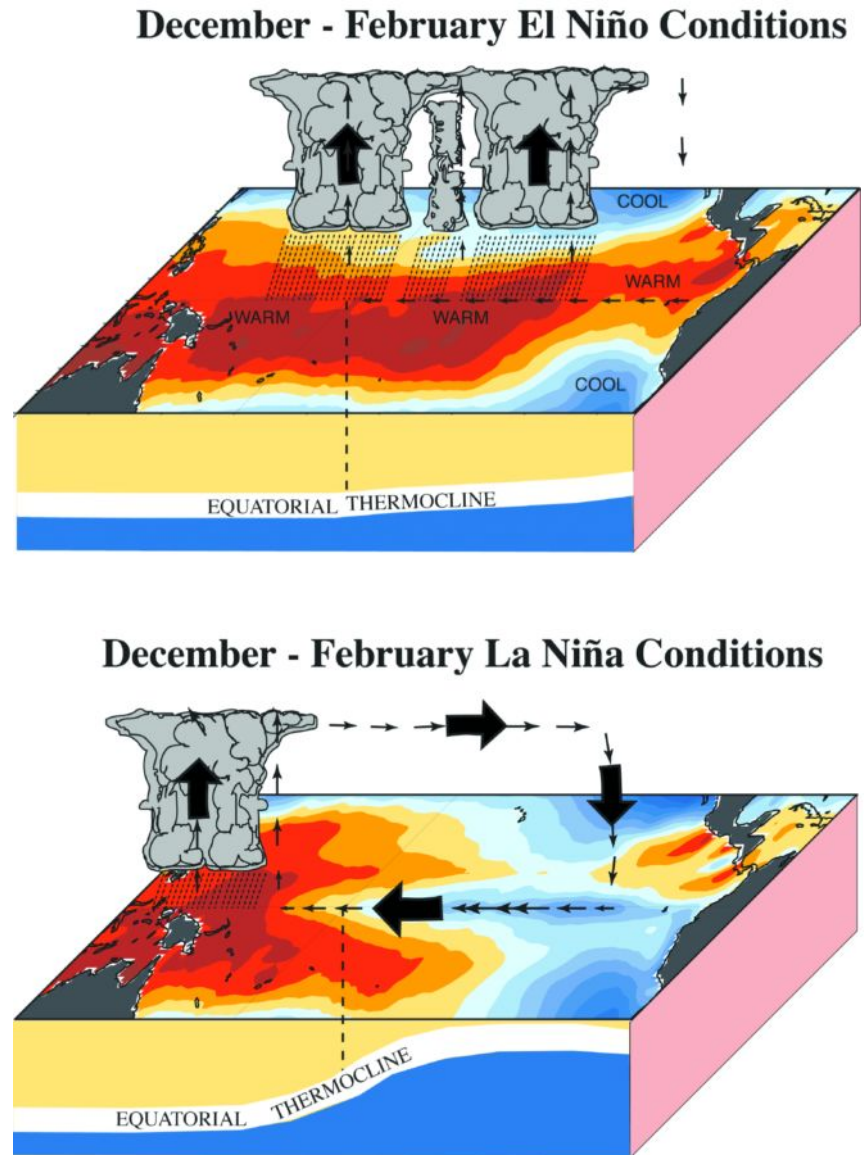 December - February El Niño Conditions
COOL
WARM
WARM
WARM
COOL
EQUATORIAL THERMOCLINE
December - February La Niña Conditions
EQUATORIAL THERMOCLINE